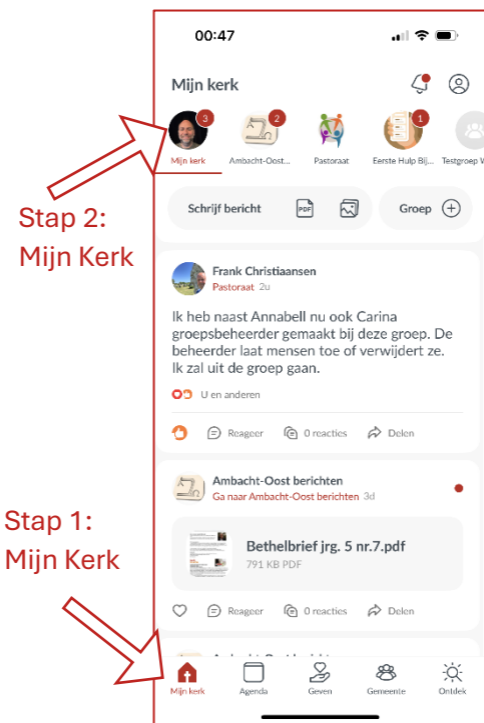 00:47
Mijn kerk
3
2
1
Mijn kerk
Ambacht-Oost...
Pastoraat
Eerste Hulp Bij...
Testgroep W
Stap 2:
Mijn Kerk
Schrijf bericht
PDF
Groep
Frank Christiaansen
Pastoraat 2u
Ik heb naast Annabell nu ook Carina
groepsbeheerder gemaakt bij deze groep. De
beheerder laat mensen toe of verwijdert ze.
Ik zal uit de groep gaan.
U en anderen
Reageer 0 reacties Delen
Ambacht-Oost berichten
Ga naar Ambacht-Oost berichten 3d
Stap 1:
Mijn Kerk
Bethelbrief jrg. 5 nr.7.pdf
791 KB PDF
Reageer 0 reacties Delen
Mijn kerk
Agenda
Geven
Gemeente
Ontdek